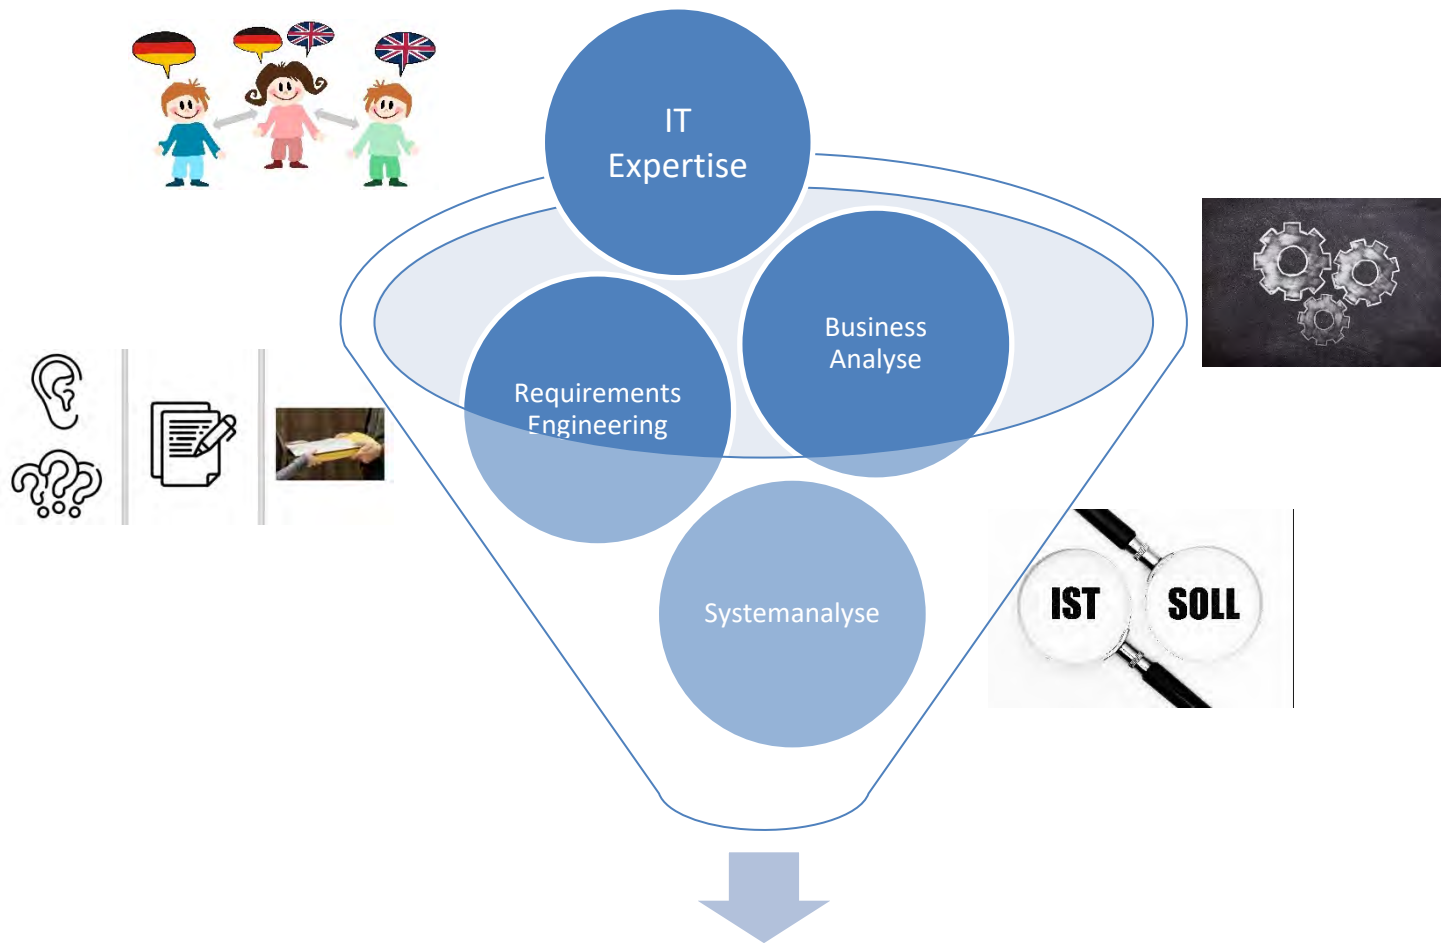 IT
Expertise
Business
Analyse
Requirements
Engineering
Systemanalyse
IST
SOLL